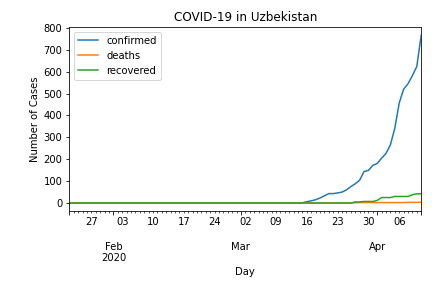 COVID-19 in Uzbekistan
confirmed
deaths
recovered
Number of Cases
800
700
600
500
400
300
200
100
0
27 03 10 17 24 02 09 16 23 30 06
Feb Mar Apr
2020
Day